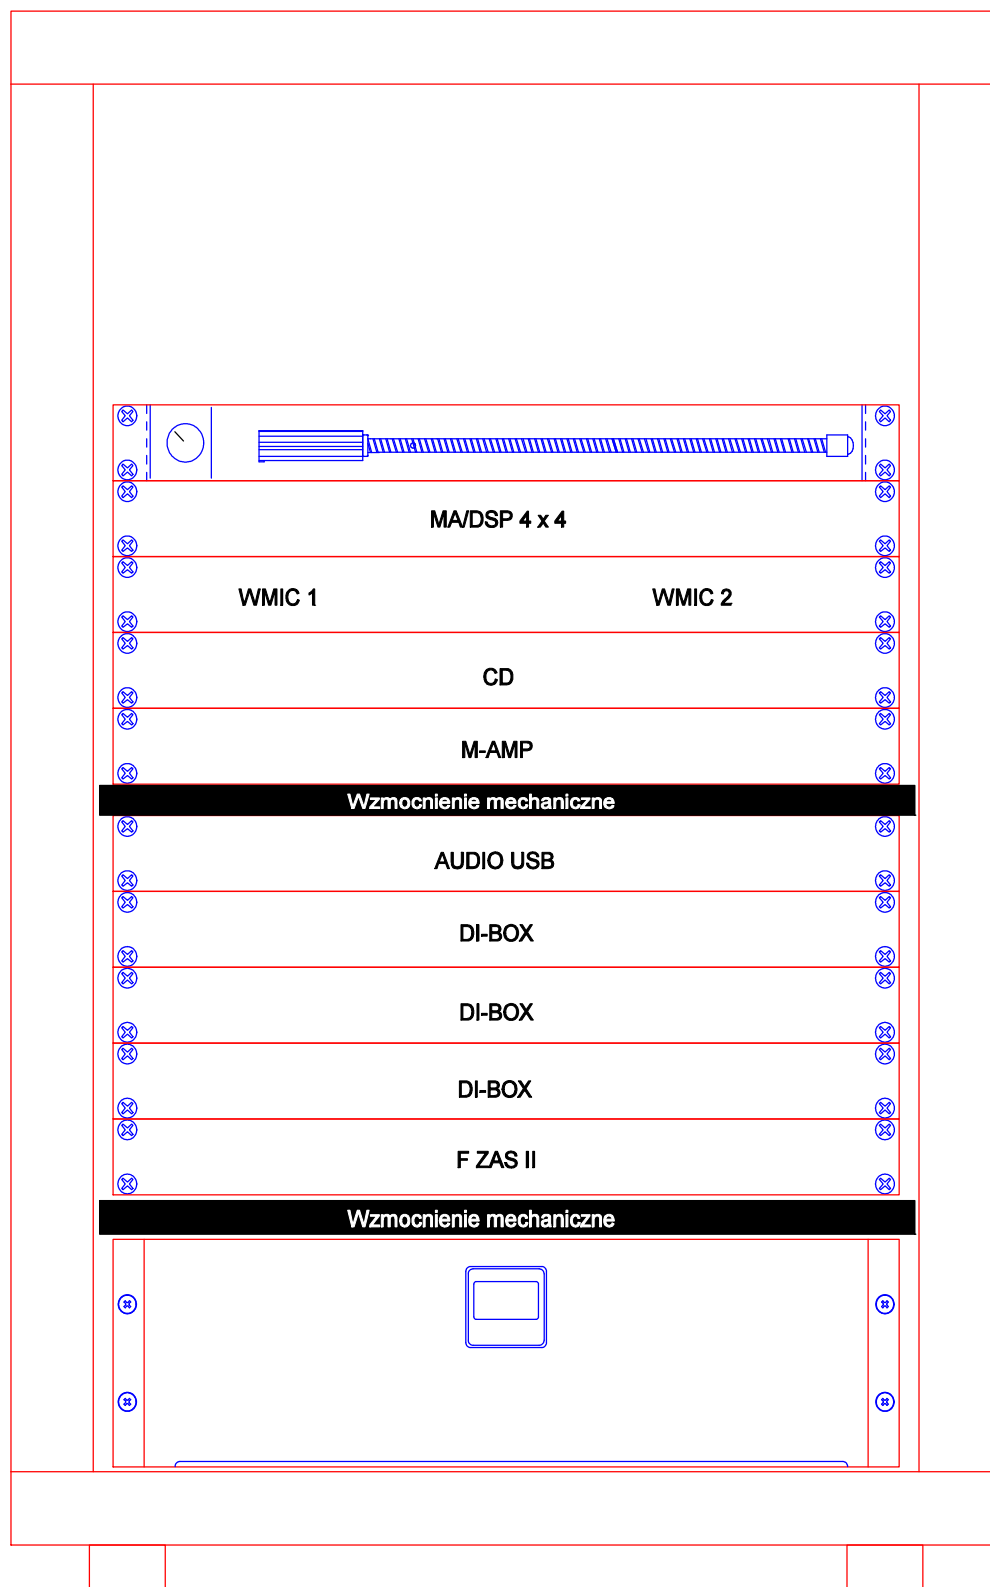 MA/DSP 4 x 4
WMIC 1 WMIC 2
CD
M-AMP
Wzmocnienie mechaniczne
AUDIO USB
DI-BOX
DI-BOX
DI-BOX
F ZAS II
Wzmocnienie mechaniczne